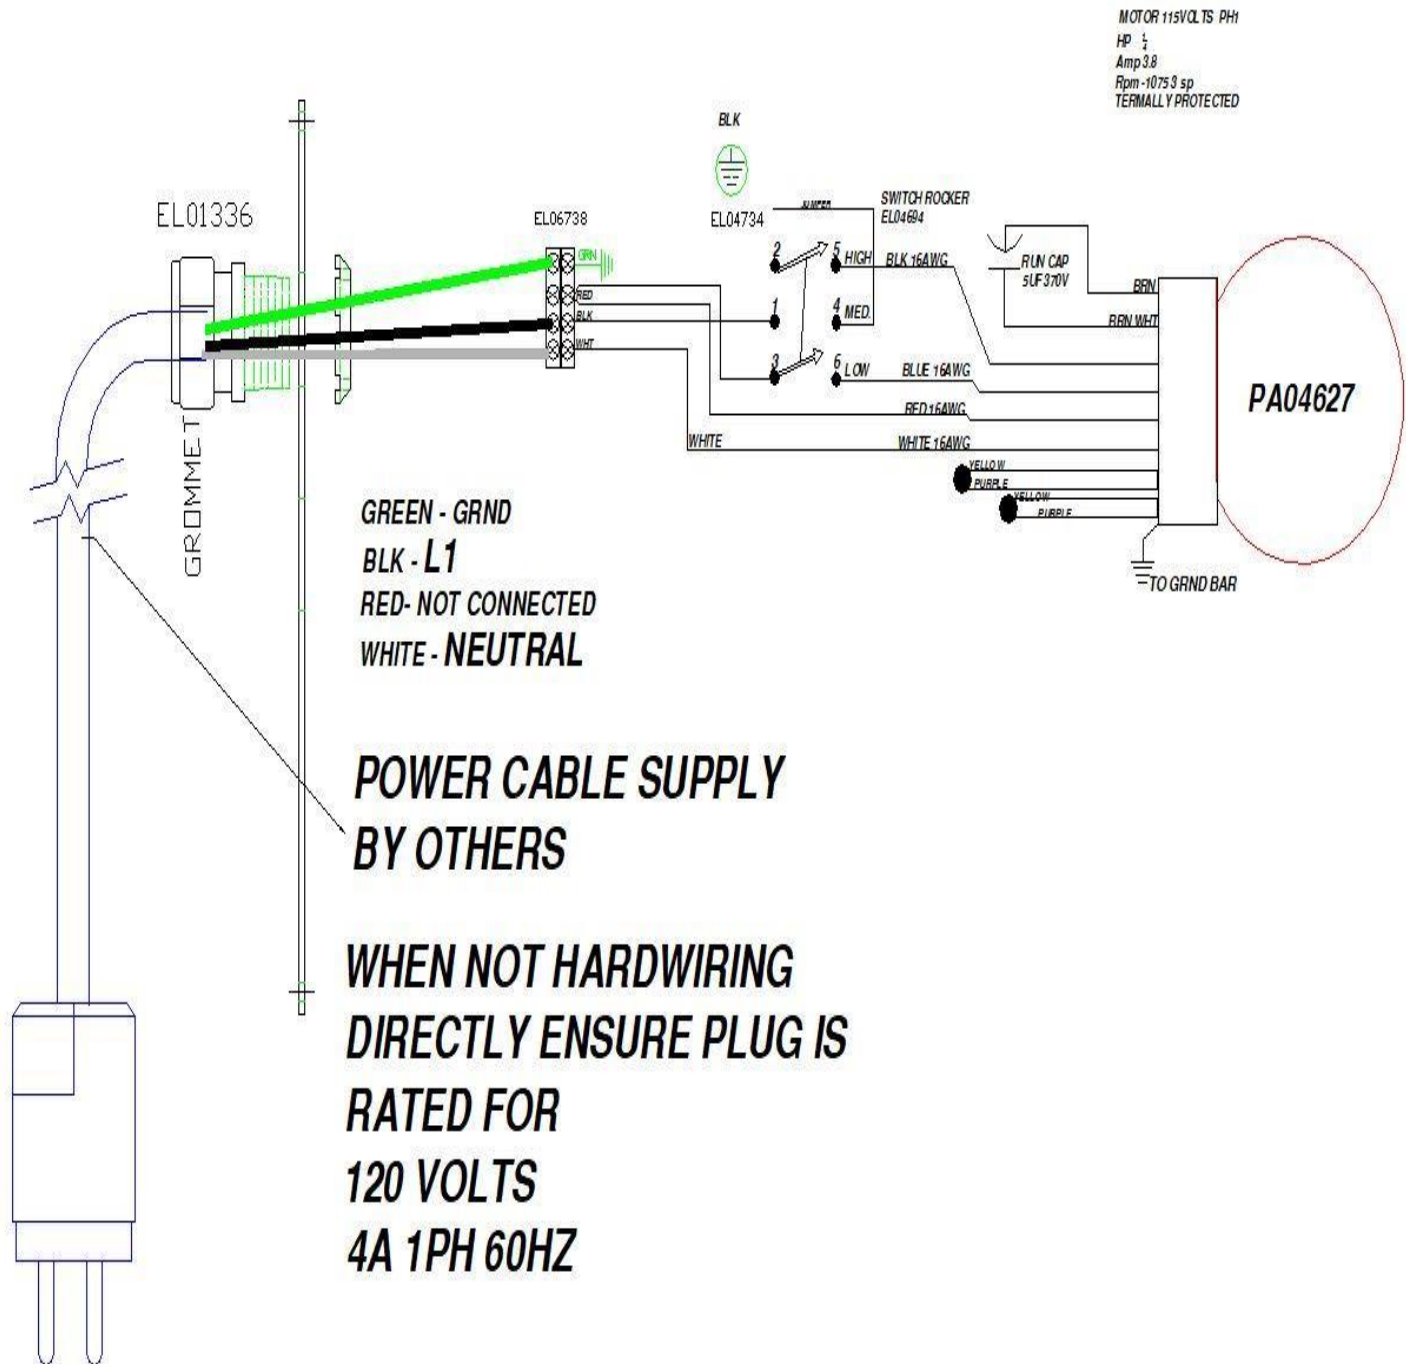 MOTOR 115VOLTS PH1
HP
Amp 3.8
Rpm-1075 3 sp
TERMALLY PROTECTED
BLK
EL01336
EL06738
EL04734
JUMPER
SWITCH ROCKER
EL04694
2
5
HIGH
BLK 16AWG
RUN CAP
5UF 370V
BRN
BRN WHT
GRN
RED
BLK
WHT
1
4
MED.
3
6
LOW
BLUE 16AWG
RED 16AWG
WHITE
WHITE 16AWG
YELLOW
PURPLE
YELLOW
PURPLE
PA04627
TO GRND BAR
GROMMET
GREEN - GRND
BLK - L1
RED- NOT CONNECTED
WHITE - NEUTRAL
POWER CABLE SUPPLY
BY OTHERS
WHEN NOT HARDWIRING
DIRECTLY ENSURE PLUG IS
RATED FOR
120 VOLTS
4A 1PH 60HZ